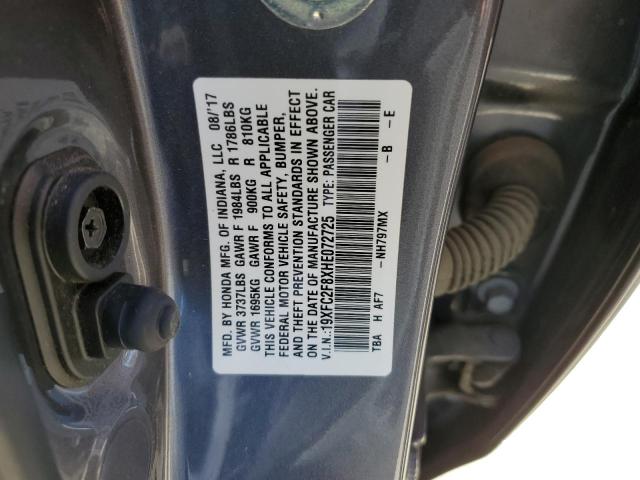 MFD. BY HONDA MFG. OF INDIANA, LLC 08/'17
GVWR 3737LBS GAWR F 1984LBS R 1786LBS
GVWR 1695KG GAWR F 900KG R 810KG
THIS VEHICLE CONFORMS TO ALL APPLICABLE
FEDERAL MOTOR VEHICLE SAFETY, BUMPER,
AND THEFT PREVENTION STANDARDS IN EFFECT
ON THE DATE OF MANUFACTURE SHOWN ABOVE.
V.I.N.:19XFC2F8XHE072725 TYPE: PASSENGER CAR
-NH797MX -B -E
TBA H AF7